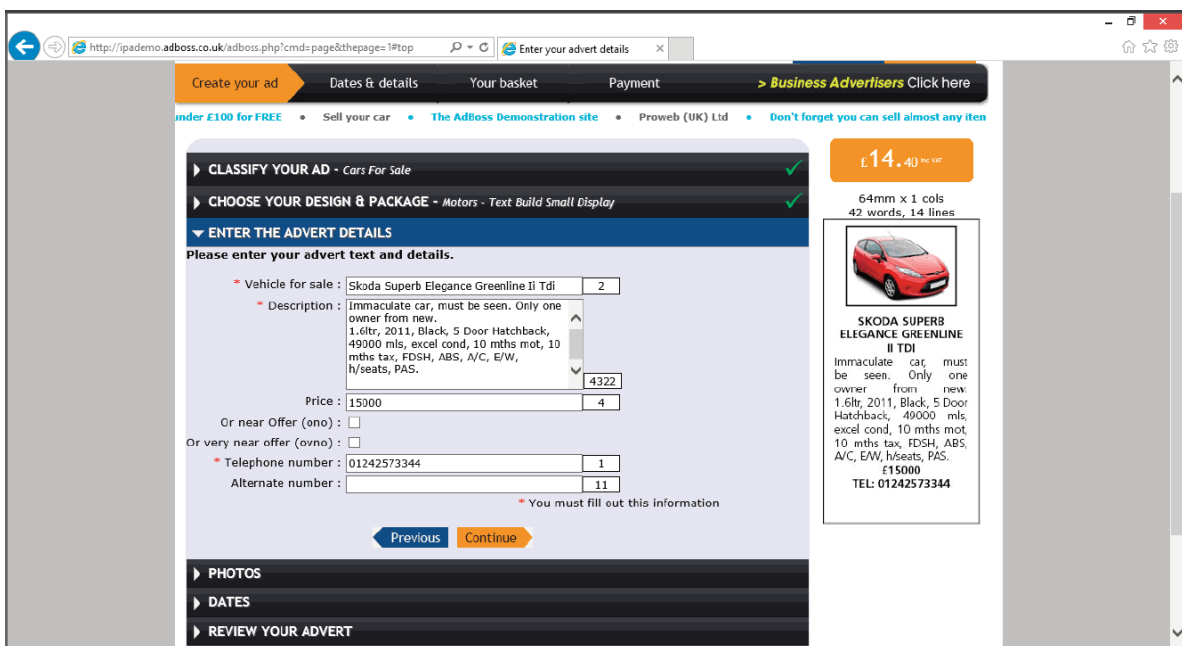 http://ipademo.adboss.co.uk/adboss.php?cmd=page&thepage=1#top
Enter your advert details
Create your ad
Dates & details
Your basket
Payment
> Business Advertisers Click here
under £100 for FREE • Sell your car • The AdBoss Demonstration site • Proweb (UK) Ltd • Don't forget you can sell almost any iten
CLASSIFY YOUR AD - Cars For Sale
CHOOSE YOUR DESIGN & PACKAGE - Motors - Text Build Small Display
ENTER THE ADVERT DETAILS
Please enter your advert text and details.
* Vehicle for sale : Skoda Superb Elegance Greenline Ii Tdi 2
* Description : Immaculate car, must be seen. Only one
owner from new.
1.6ltr, 2011, Black, 5 Door Hatchback,
49000 mls, excel cond, 10 mths mot, 10
mths tax, FDSH, ABS, A/C, E/W,
h/seats, PAS.
4322
Price : 15000 4
Or near Offer (ono) :
Or very near offer (ovno) :
* Telephone number : 01242573344 1
Alternate number : 11
* You must fill out this information
Previous
Continue
PHOTOS
DATES
REVIEW YOUR ADVERT
£14.40 inc VAT
64mm x 1 cols
42 words, 14 lines
SKODA SUPERB
ELEGANCE GREENLINE
II TDI
Immaculate car, must
be seen. Only one
owner from new.
1.6ltr, 2011, Black, 5 Door
Hatchback, 49000 mls,
excel cond, 10 mths mot,
10 mths tax, FDSH, ABS,
A/C, E/W, h/seats, PAS.
£15000
TEL: 01242573344